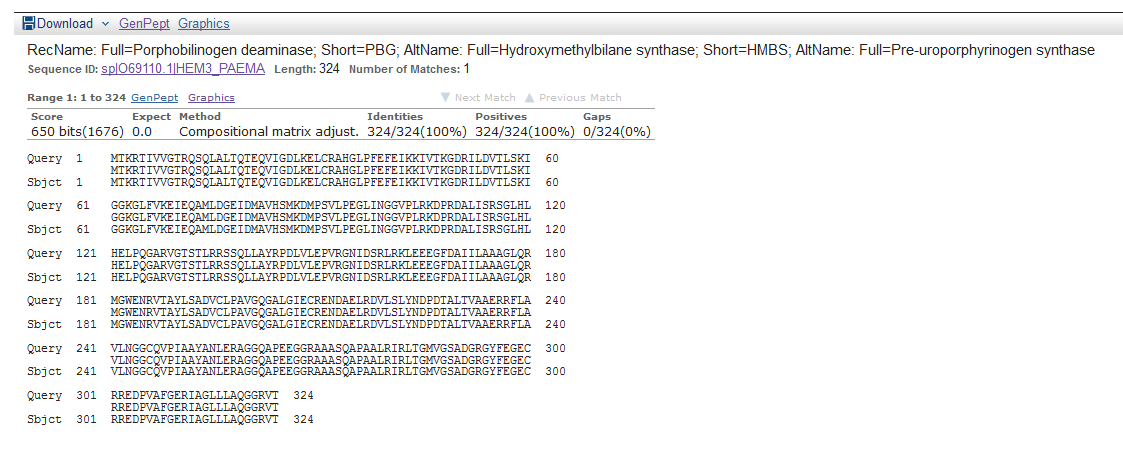 Download GenPept Graphics
RecName: Full=Porphobilinogen deaminase; Short=PBG; AltName: Full=Hydroxymethylbilane synthase; Short=HMBS; AltName: Full=Pre-uroporphyrinogen synthase
Sequence ID: sp|O69110.1|HEM3_PAEMA Length: 324 Number of Matches: 1
Range 1: 1 to 324 GenPept Graphics ▼ Next Match ▲ Previous Match
Score Expect Method Identities Positives Gaps
650 bits(1676) 0.0 Compositional matrix adjust. 324/324(100%) 324/324(100%) 0/324(0%)
Query 1 MTKRTIVVGTRQSQLALTQTEQVIGDLKELCRAHGLPFEFEIKKIVTKGDRILDVTLSKI 60
MTKRTIVVGTRQSQLALTQTEQVIGDLKELCRAHGLPFEFEIKKIVTKGDRILDVTLSKI
Sbjct 1 MTKRTIVVGTRQSQLALTQTEQVIGDLKELCRAHGLPFEFEIKKIVTKGDRILDVTLSKI 60
Query 61 GGKGLFVKEIEQAMLDGEIDMAVHSMKDMPSVLPEGLINGGVPLRKDPRDALISRSGLHL 120
GGKGLFVKEIEQAMLDGEIDMAVHSMKDMPSVLPEGLINGGVPLRKDPRDALISRSGLHL
Sbjct 61 GGKGLFVKEIEQAMLDGEIDMAVHSMKDMPSVLPEGLINGGVPLRKDPRDALISRSGLHL 120
Query 121 HELPQGARVGTSTLRRSSQLLAYRPDLVLEPVRGNIDSRLRKLEEEGFDAIILAAAGLQR 180
HELPQGARVGTSTLRRSSQLLAYRPDLVLEPVRGNIDSRLRKLEEEGFDAIILAAAGLQR
Sbjct 121 HELPQGARVGTSTLRRSSQLLAYRPDLVLEPVRGNIDSRLRKLEEEGFDAIILAAAGLQR 180
Query 181 MGWENRVTAYLSADVCLPAVGQGALGIECRENDAELRDVLSLYNDPDTALTVAAERRFLA 240
MGWENRVTAYLSADVCLPAVGQGALGIECRENDAELRDVLSLYNDPDTALTVAAERRFLA
Sbjct 181 MGWENRVTAYLSADVCLPAVGQGALGIECRENDAELRDVLSLYNDPDTALTVAAERRFLA 240
Query 241 VLNGGCQVPIAAYANLERAGGQAPEEGGRAAASQAPAALRIRLTGMVGSADGRGYFEGEC 300
VLNGGCQVPIAAYANLERAGGQAPEEGGRAAASQAPAALRIRLTGMVGSADGRGYFEGEC
Sbjct 241 VLNGGCQVPIAAYANLERAGGQAPEEGGRAAASQAPAALRIRLTGMVGSADGRGYFEGEC 300
Query 301 RREDPVAFGERIAGLLLAQGGRVT 324
RREDPVAFGERIAGLLLAQGGRVT
Sbjct 301 RREDPVAFGERIAGLLLAQGGRVT 324